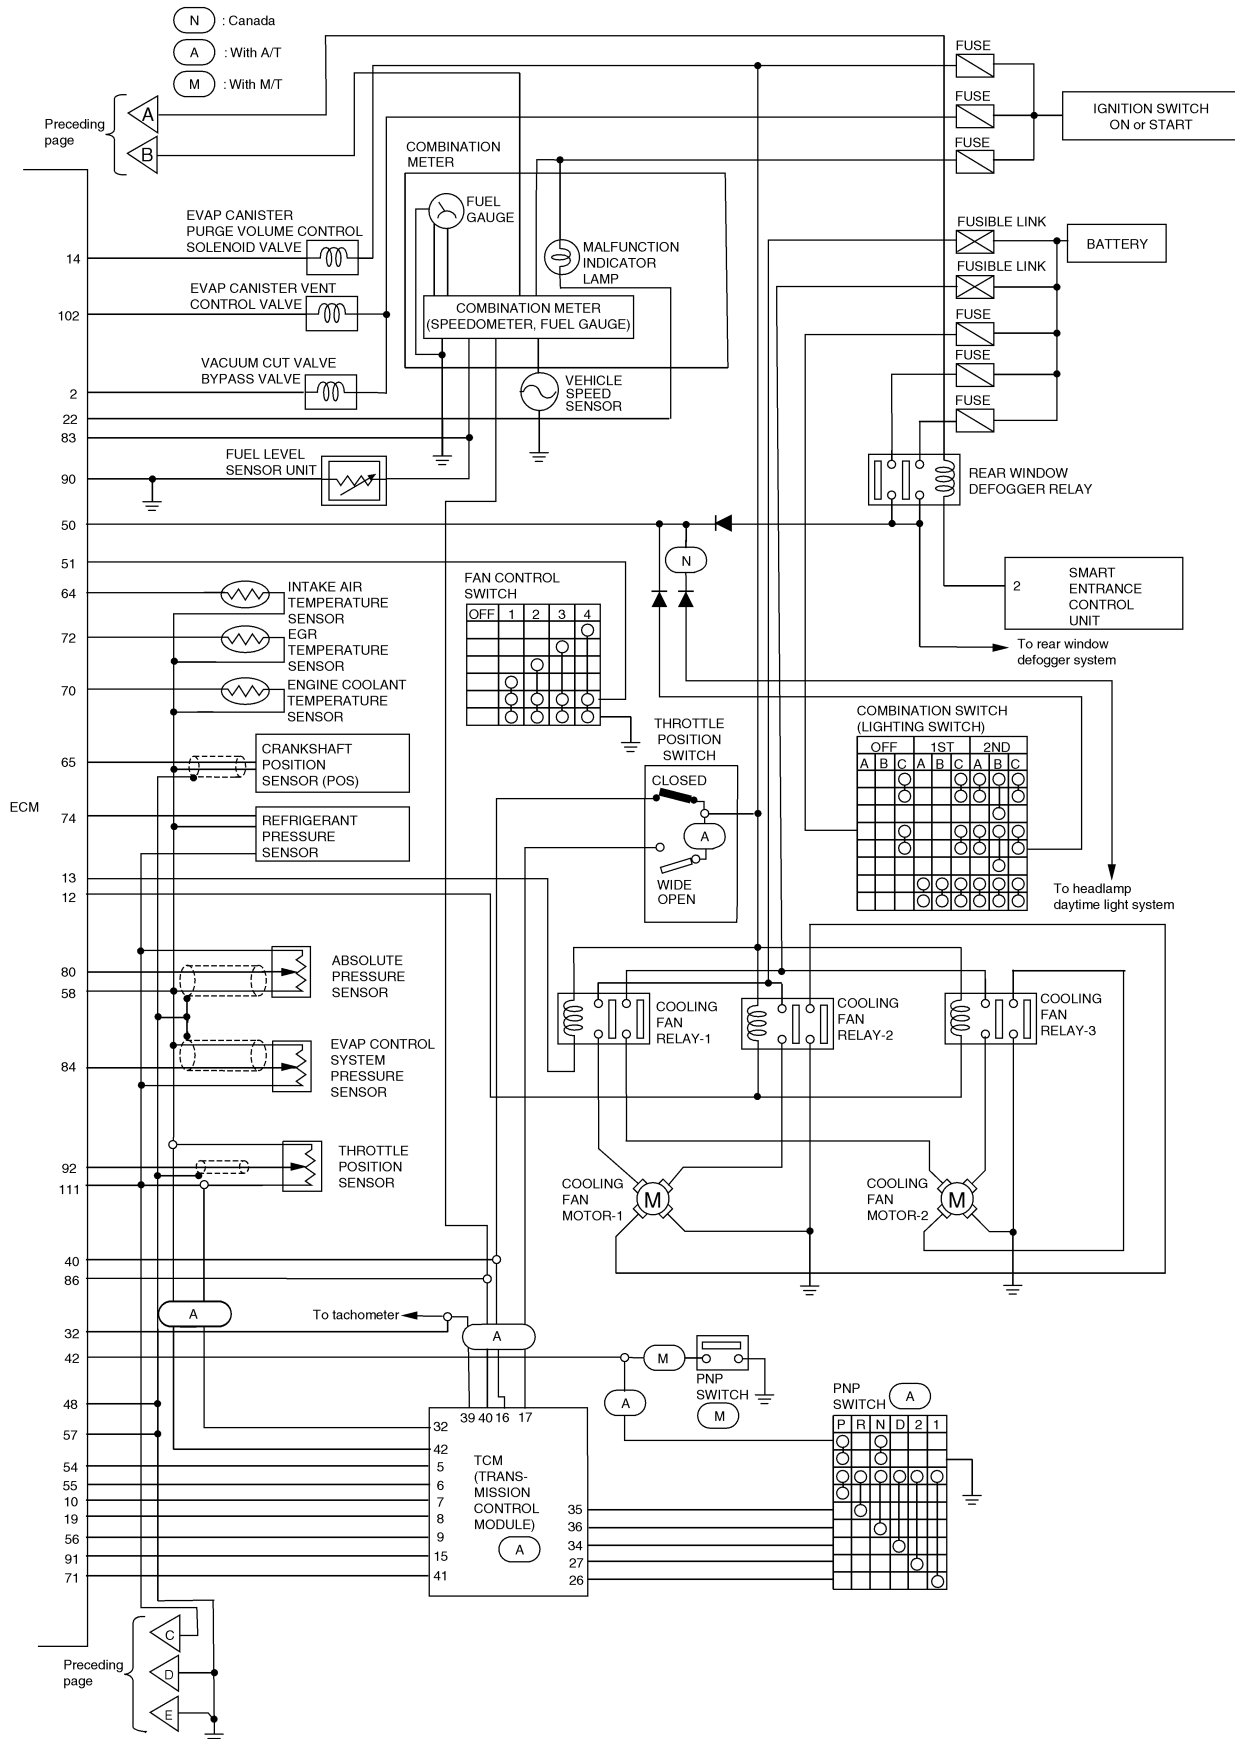 N : Canada
A : With A/T
M : With M/T
Preceding
page
A
B
FUSE
FUSE
FUSE
IGNITION SWITCH
ON or START
COMBINATION
METER
FUEL
GAUGE
MALFUNCTION
INDICATOR
LAMP
COMBINATION METER
(SPEEDOMETER, FUEL GAUGE)
VEHICLE
SPEED
SENSOR
EVAP CANISTER
PURGE VOLUME CONTROL
SOLENOID VALVE
EVAP CANISTER VENT
CONTROL VALVE
VACUUM CUT VALVE
BYPASS VALVE
FUEL LEVEL
SENSOR UNIT
14
102
2
22
83
90
50
51
64
72
70
65
ECM
74
13
12
80
58
84
92
111
40
86
32
42
48
57
54
55
10
19
56
91
71
FUSIBLE LINK
FUSIBLE LINK
FUSE
FUSE
FUSE
BATTERY
REAR WINDOW
DEFOGGER RELAY
2
SMART
ENTRANCE
CONTROL
UNIT
To rear window
defogger system
N
INTAKE AIR
TEMPERATURE
SENSOR
EGR
TEMPERATURE
SENSOR
ENGINE COOLANT
TEMPERATURE
SENSOR
FAN CONTROL
SWITCH
OFF 1 2 3 4
CRANKSHAFT
POSITION
SENSOR (POS)
REFRIGERANT
PRESSURE
SENSOR
THROTTLE
POSITION
SWITCH
CLOSED
A
WIDE
OPEN
COMBINATION SWITCH
(LIGHTING SWITCH)
OFF 1ST 2ND
A B C A B C A B C
To headlamp
daytime light system
ABSOLUTE
PRESSURE
SENSOR
EVAP CONTROL
SYSTEM
PRESSURE
SENSOR
THROTTLE
POSITION
SENSOR
COOLING
FAN
RELAY-1
COOLING
FAN
RELAY-2
COOLING
FAN
RELAY-3
COOLING
FAN
MOTOR-1
M
COOLING
FAN
MOTOR-2
M
A
To tachometer
A
M
PNP
SWITCH
M
A
PNP
SWITCH
A
P R N D 2 1
39 40 16 17
32
42
5
6
7
8
9
15
41
TCM
(TRANS-
MISSION
CONTROL
MODULE)
A
35
36
34
27
26
Preceding
page
C
D
E